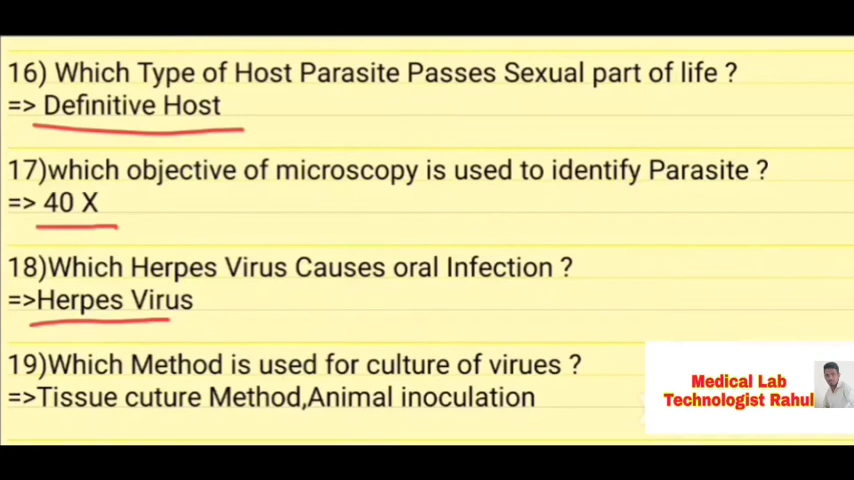 16) Which Type of Host Parasite Passes Sexual part of life ?
=> Definitive Host
17)which objective of microscopy is used to identify Parasite ?
=> 40 X
18)Which Herpes Virus Causes oral Infection ?
=>Herpes Virus
19)Which Method is used for culture of virues ?
=>Tissue cuture Method,Animal inoculation
Medical Lab
Technologist Rahul